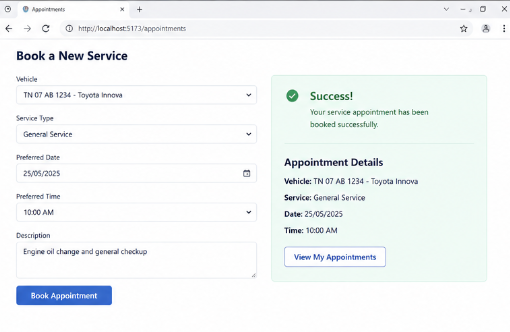 Appointments
http://localhost:5173/appointments
Book a New Service
Vehicle
TN 07 AB 1234 - Toyota Innova
Service Type
General Service
Preferred Date
25/05/2025
Preferred Time
10:00 AM
Description
Engine oil change and general checkup
Book Appointment
Success!
Your service appointment has been
booked successfully.
Appointment Details
Vehicle: TN 07 AB 1234 - Toyota Innova
Service: General Service
Date: 25/05/2025
Time: 10:00 AM
View My Appointments